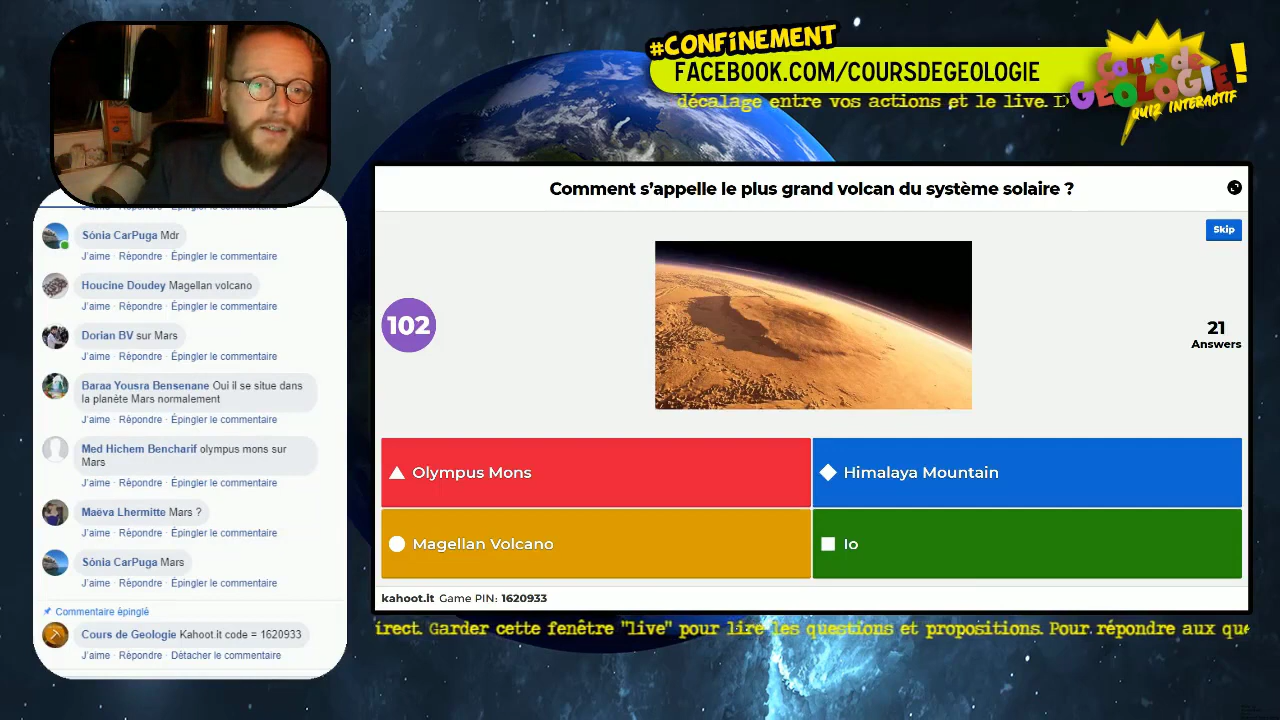 #CONFINEMENT
FACEBOOK.COM/COURSDEGEOLOGIE
Cours de
GEOLOGIE!
QUIZ INTERACTIF
décalage entre vos actions et le live.
Comment s'appelle le plus grand volcan du système solaire ?
Skip
102
21
Answers
Olympus Mons
Himalaya Mountain
Magellan Volcano
Io
kahoot.it Game PIN: 1620933
irect. Garder cette fenêtre "live" pour lire les questions et propositions. Pour répondre aux que
J'aime · Répondre · Épingler le commentaire
Sónia CarPuga Mdr
J'aime · Répondre · Épingler le commentaire
Houcine Doudey Magellan volcano
J'aime · Répondre · Épingler le commentaire
Dorian BV sur Mars
J'aime · Répondre · Épingler le commentaire
Baraa Yousra Bensenane Oui il se situe dans
la planète Mars normalement
J'aime · Répondre · Épingler le commentaire
Med Hichem Bencharif olympus mons sur
Mars
J'aime · Répondre · Épingler le commentaire
Maëva Lhermitte Mars ?
J'aime · Répondre · Épingler le commentaire
Sónia CarPuga Mars
J'aime · Répondre · Épingler le commentaire
Commentaire épinglé
Cours de Geologie Kahoot.it code = 1620933
J'aime · Répondre · Détacher le commentaire